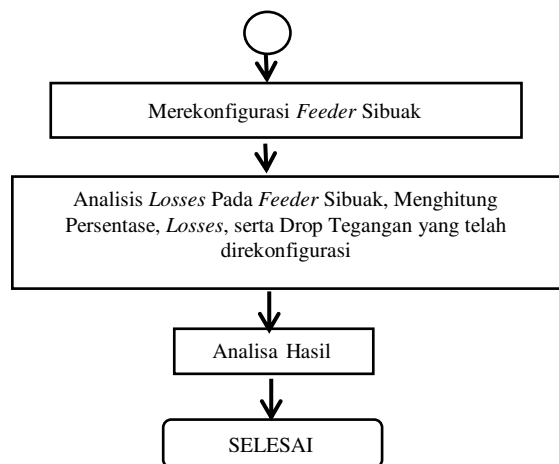 Merekonfigurasi Feeder Sibuak
Analisis Losses Pada Feeder Sibuak, Menghitung
Persentase, Losses, serta Drop Tegangan yang telah
direkonfigurasi
Analisa Hasil
SELESAI